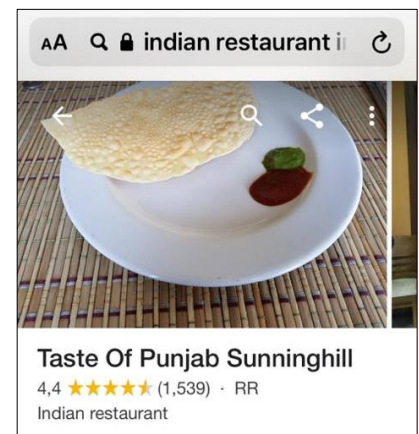 AA indian restaurant i
Taste Of Punjab Sunninghill
4,4 (1,539) · RR
Indian restaurant